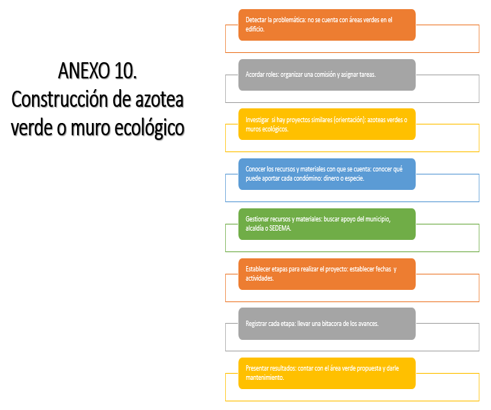 ANEXO 10.
Construcción de azotea
verde o muro ecológico
Detectar la problemática: no se cuenta con áreas verdes en el
edificio.
Acordar roles: organizar una comisión y asignar tareas.
Investigar si hay proyectos similares (orientación): azoteas verdes o
muros ecológicos.
Conocer los recursos y materiales con que se cuenta: conocer qué
puede aportar cada condómino: dinero o especie.
Gestionar recursos y materiales: buscar apoyo del municipio,
alcaldía o SEDEMA.
Establecer etapas para realizar el proyecto: establecer fechas y
actividades.
Registrar cada etapa: llevar una bitacora de los avances.
Presentar resultados: contar con el área verde propuesta y darle
mantenimiento.